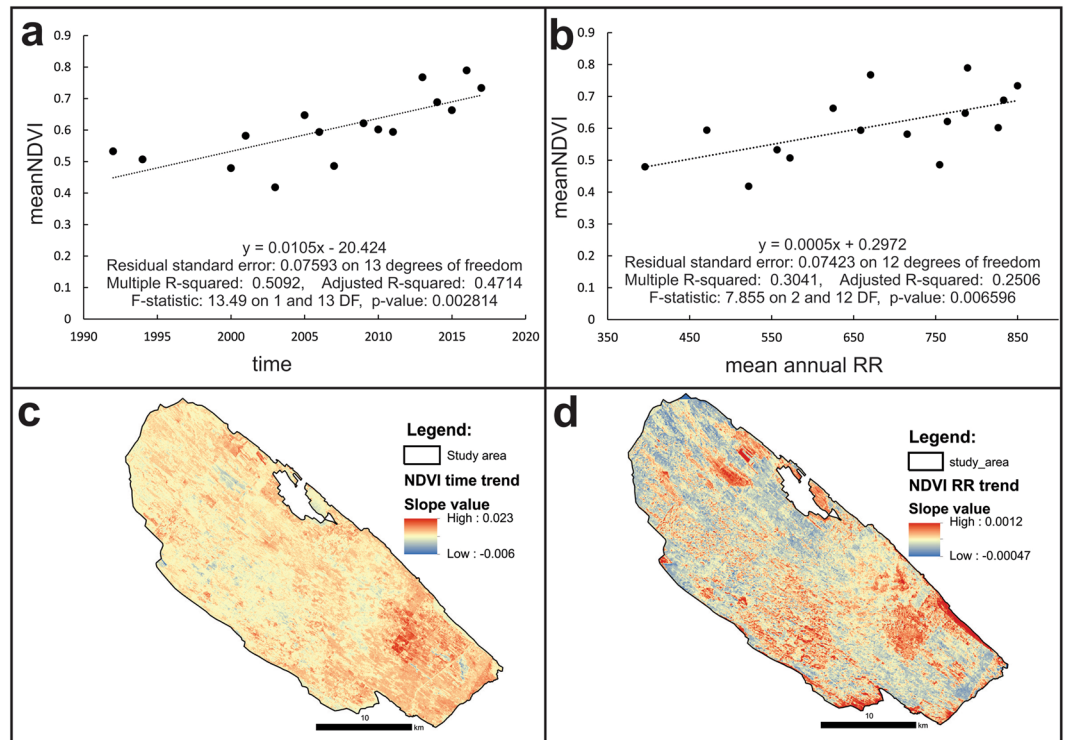 a
0.9
0.8
0.7
0.6
0.5
0.4
0.3
0.2
0.1
0
meanNDVI
y = 0.0105x - 20.424
Residual standard error: 0.07593 on 13 degrees of freedom
Multiple R-squared: 0.5092, Adjusted R-squared: 0.4714
F-statistic: 13.49 on 1 and 13 DF, p-value: 0.002814
1990 1995 2000 2005 2010 2015 2020
time
b
0.9
0.8
0.7
0.6
0.5
0.4
0.3
0.2
0.1
0
meanNDVI
y = 0.0005x + 0.2972
Residual standard error: 0.07423 on 12 degrees of freedom
Multiple R-squared: 0.3041, Adjusted R-squared: 0.2506
F-statistic: 7.855 on 2 and 12 DF, p-value: 0.006596
350 450 550 650 750 850
mean annual RR
c
Legend:
Study area
NDVI time trend
Slope value
High : 0.023
Low : -0.006
10
km
d
Legend:
study_area
NDVI RR trend
Slope value
High : 0.0012
Low : -0.00047
10
km